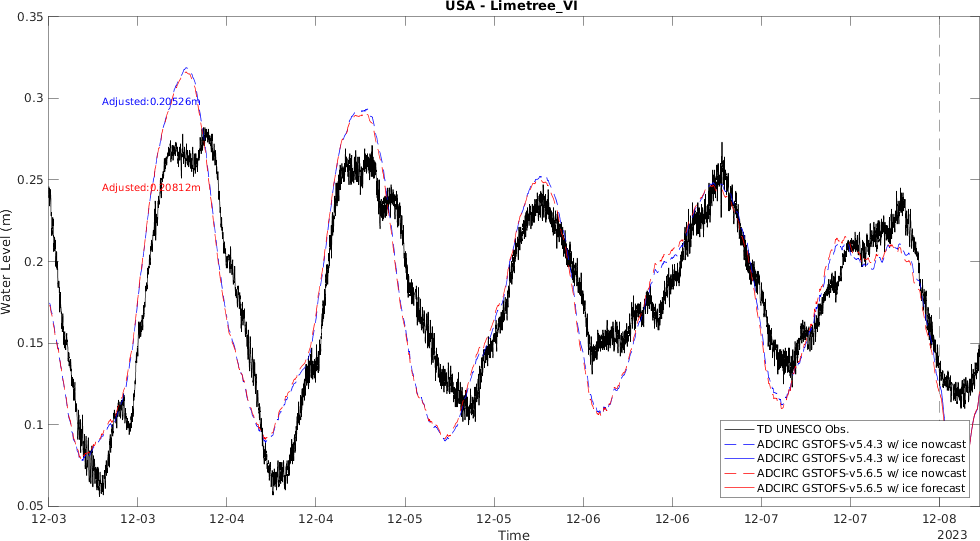 USA - Limetree_VI
0.35
0.3
0.25
0.2
0.15
0.1
0.05
Water Level (m)
Adjusted:0.20526m
Adjusted:0.20812m
TD UNESCO Obs.
ADCIRC GSTOFS-v5.4.3 w/ ice nowcast
ADCIRC GSTOFS-v5.4.3 w/ ice forecast
ADCIRC GSTOFS-v5.6.5 w/ ice nowcast
ADCIRC GSTOFS-v5.6.5 w/ ice forecast
12-03 12-03 12-04 12-04 12-05 12-05 12-06 12-06 12-07 12-07 12-08
2023
Time